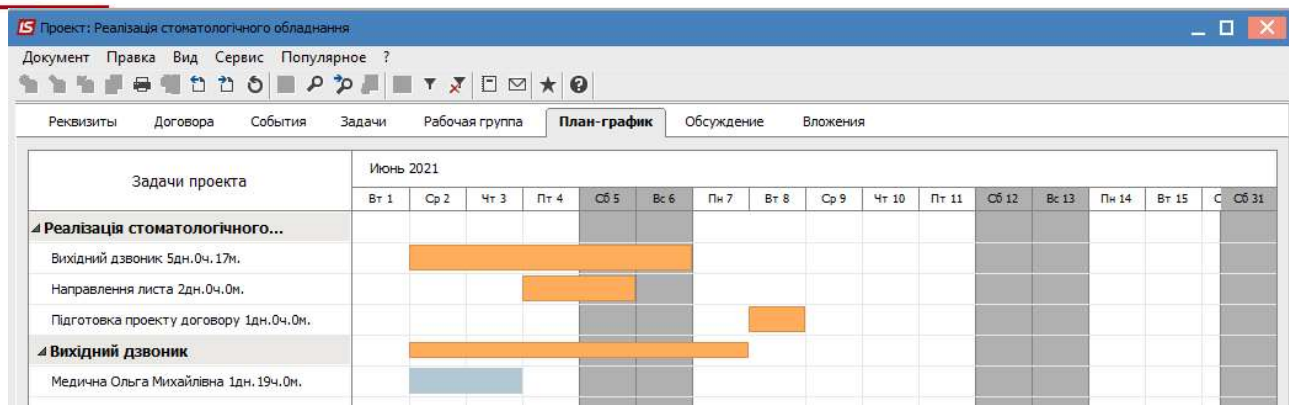 Проект: Реалізація стоматологічного обладнання
Документ Правка Вид Сервис Популярное ?
Реквизиты Договора События Задачи Рабочая группа План-график Обсуждение Вложения
Задачи проекта
Июнь 2021
Вт 1 Ср 2 Чт 3 Пт 4 Сб 5 Вс 6 Пн 7 Вт 8 Ср 9 Чт 10 Пт 11 Сб 12 Вс 13 Пн 14 Вт 15 Сб 31
Реалізація стоматологічного...
Вихідний дзвоник 5дн.0ч.17м.
Направлення листа 2дн.0ч.0м.
Підготовка проекту договору 1дн.0ч.0м.
Вихідний дзвоник
Медична Ольга Михайлівна 1дн.19ч.0м.